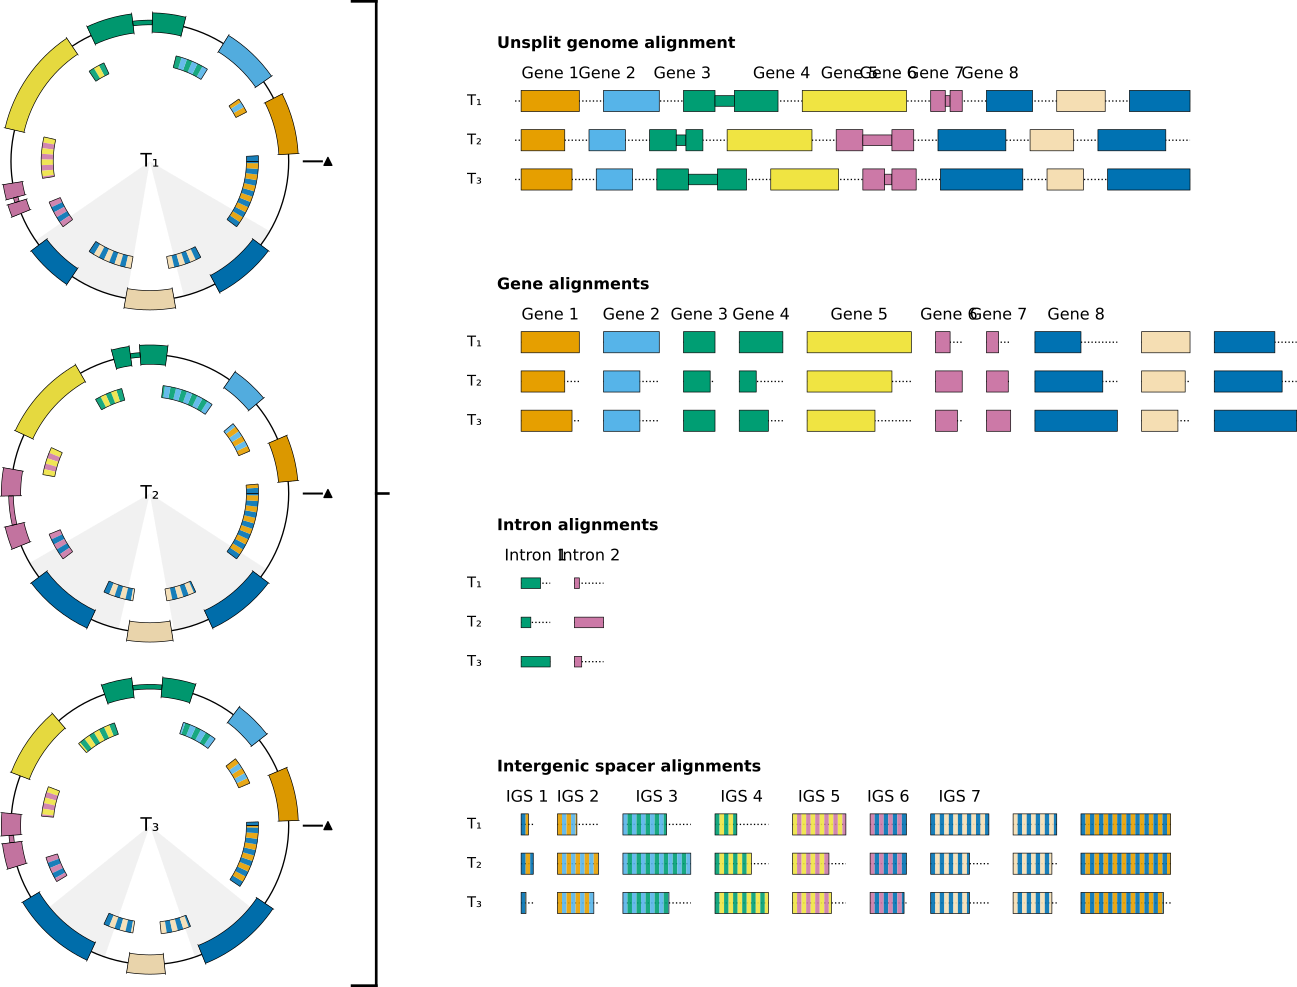 T₁
T₂
T₃
Unsplit genome alignment
Gene 1 Gene 2 Gene 3 Gene 4 Gene 5 Gene 6 Gene 7 Gene 8
T₁
T₂
T₃
Gene alignments
Gene 1 Gene 2 Gene 3 Gene 4 Gene 5 Gene 6 Gene 7 Gene 8
T₁
T₂
T₃
Intron alignments
Intron 1 Intron 2
T₁
T₂
T₃
Intergenic spacer alignments
IGS 1 IGS 2 IGS 3 IGS 4 IGS 5 IGS 6 IGS 7
T₁
T₂
T₃